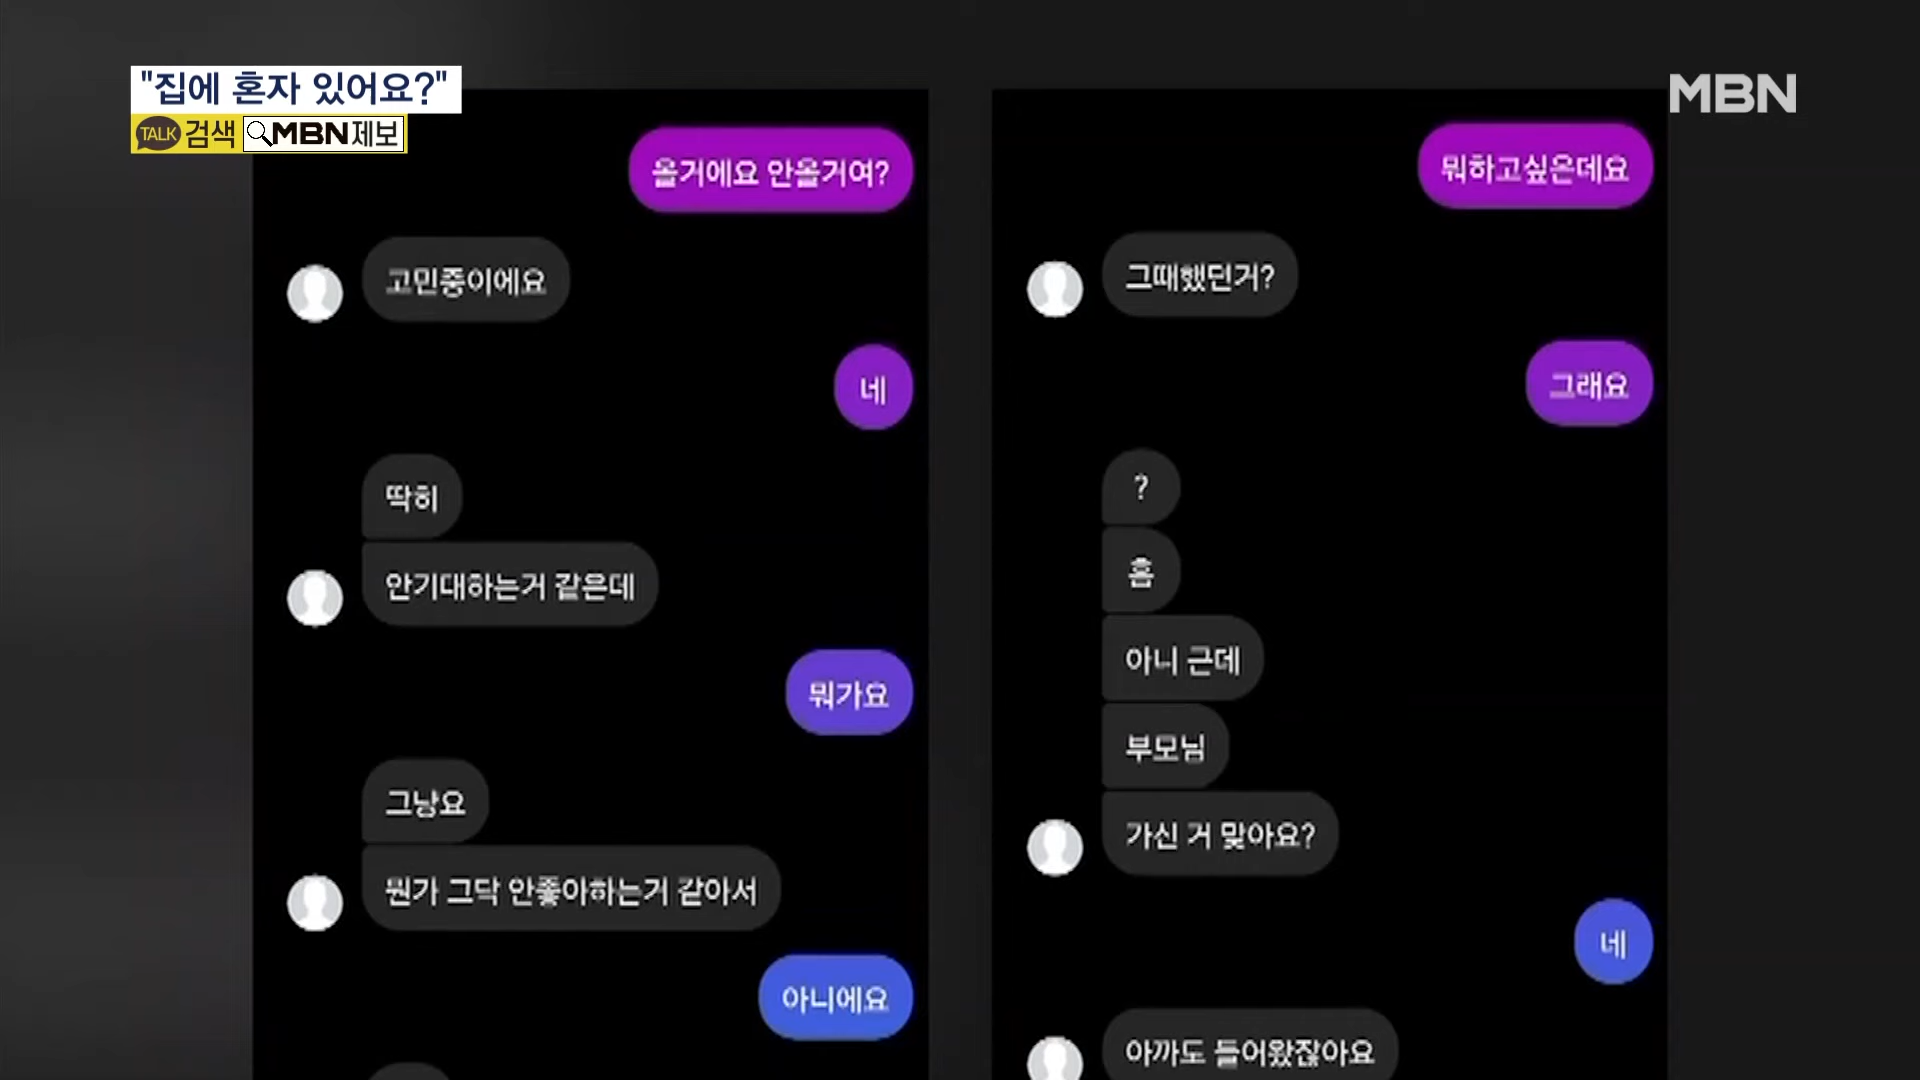 "집에 혼자 있어요?"
TALK 검색 MBN제보
MBN
올거에요 안올거여?
고민중이에요
네
딱히
안기대하는거 같은데
뭐가요
그냥요
뭔가 그닥 안좋아하는거 같아서
아니에요
뭐하고싶은데요
그때했던거?
그래요
?
흠
아니 근데
부모님
가신 거 맞아요?
네
아까도 들어왔잖아요